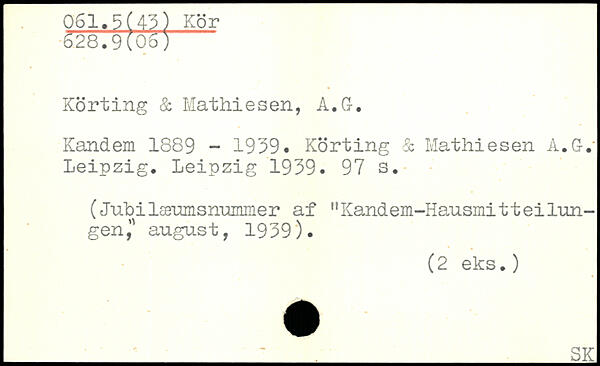 061.5(43) Kör
628.9(06)
Körting & Mathiesen, A.G.
Kandem 1889 - 1939. Körting & Mathiesen A.G.
Leipzig. Leipzig 1939. 97 s.
(Jubilæumsnummer af "Kandem-Hausmitteilun-
gen," august, 1939).
(2 eks.)
SK